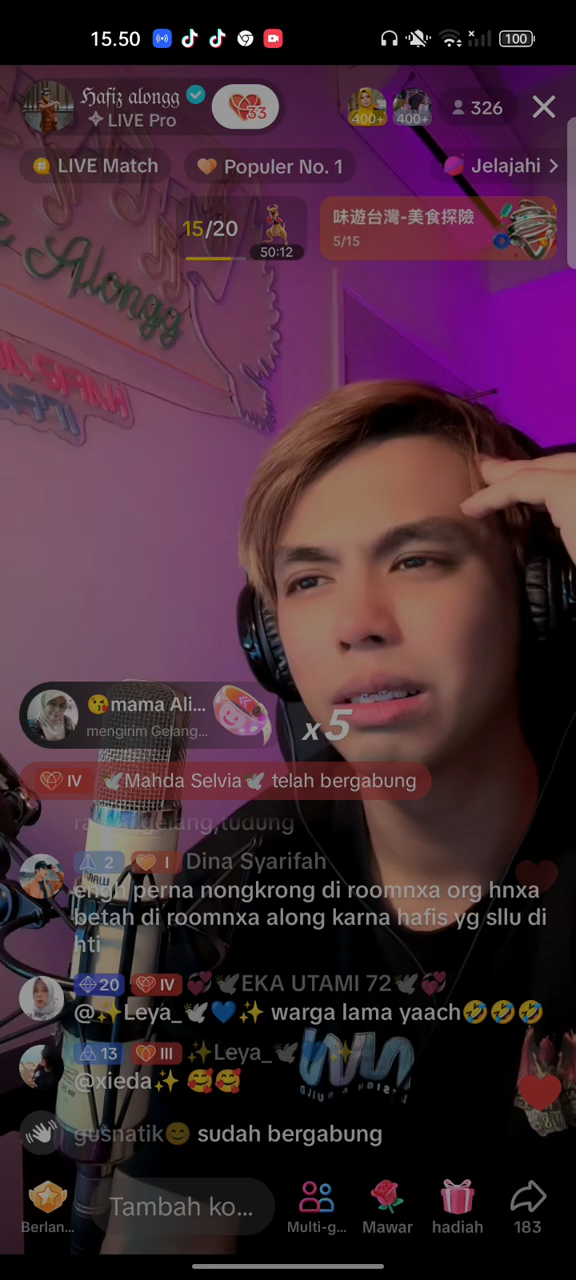 15.50
100
Hafiz alongg
LIVE Pro
33
400+
400+
326
LIVE Match
Populer No. 1
Jelajahi
15/20
50:12
味遊台灣-美食探險
5/15
Alongg
😘mama Ali...
mengirim Gelang...
x5
IV 🕊️Mahda Selvia🕊️ telah bergabung
gelang,tudung
2 I Dina Syarifah
engh perna nongkrong di roomnxa org hnxa
betah di roomnxa along karna hafis yg sllu di
hti
20 IV 💞🕊️EKA UTAMI 72🕊️💞
@✨Leya_🕊️💙✨ warga lama yaach🤣🤣🤣
13 III ✨Leya_🕊️💙✨
@xieda✨ 🥰🥰
gusnatik😊 sudah bergabung
Berlan...
Tambah ko...
Multi-g...
Mawar
hadiah
183